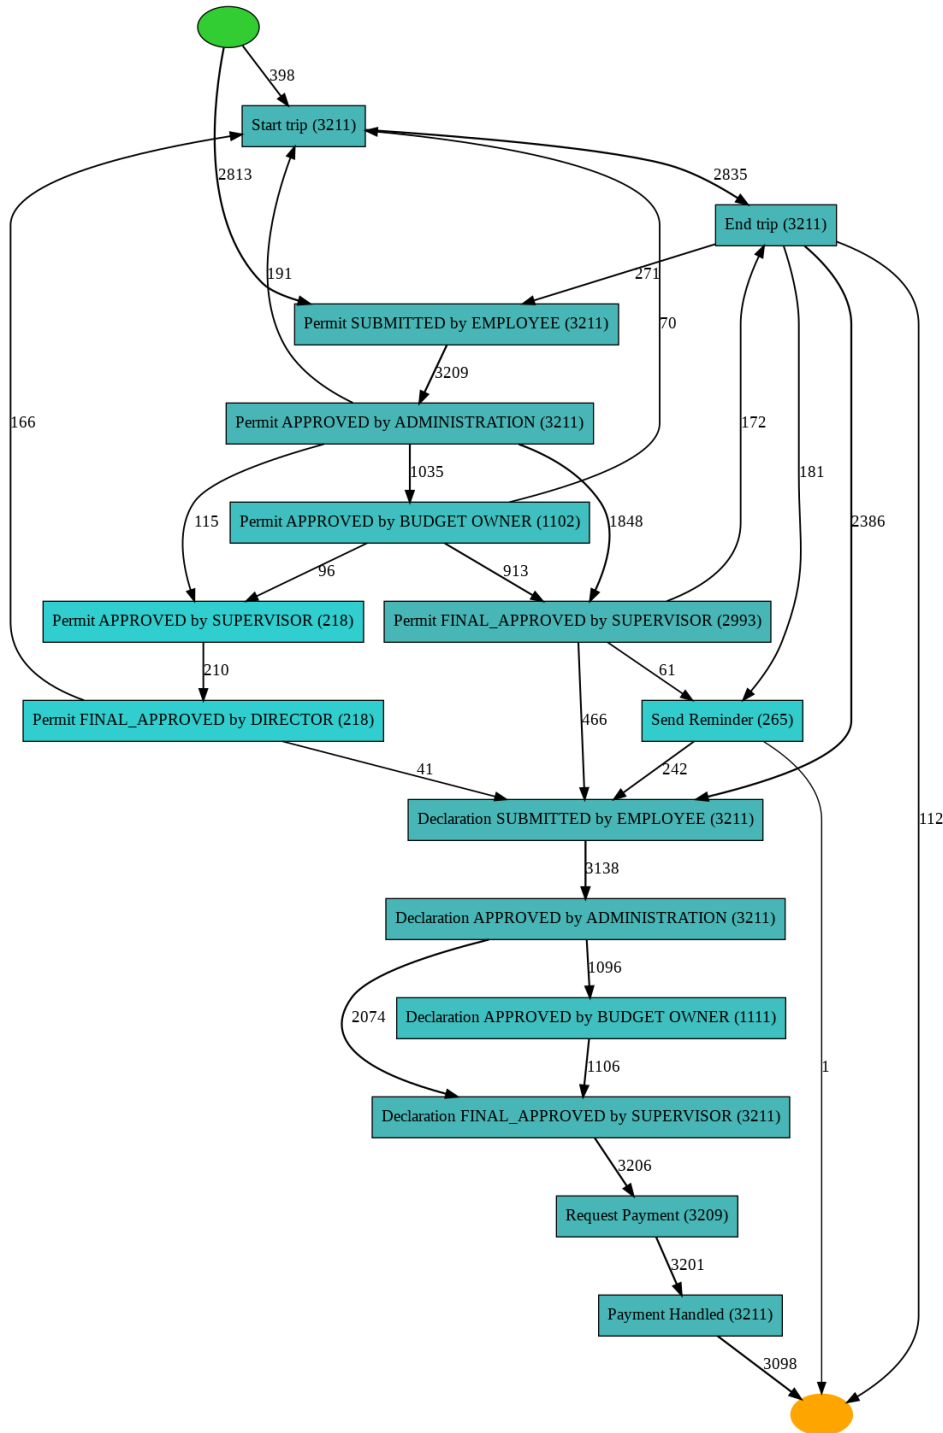 398
Start trip (3211)
2813
2835
End trip (3211)
191
271
Permit SUBMITTED by EMPLOYEE (3211)
70
3209
166
Permit APPROVED by ADMINISTRATION (3211)
172
1035
181
115
1848
2386
Permit APPROVED by BUDGET OWNER (1102)
96
913
Permit APPROVED by SUPERVISOR (218)
Permit FINAL_APPROVED by SUPERVISOR (2993)
210
61
Permit FINAL_APPROVED by DIRECTOR (218)
466
Send Reminder (265)
41
242
Declaration SUBMITTED by EMPLOYEE (3211)
112
3138
Declaration APPROVED by ADMINISTRATION (3211)
1096
2074
Declaration APPROVED by BUDGET OWNER (1111)
1106
1
Declaration FINAL_APPROVED by SUPERVISOR (3211)
3206
Request Payment (3209)
3201
Payment Handled (3211)
3098